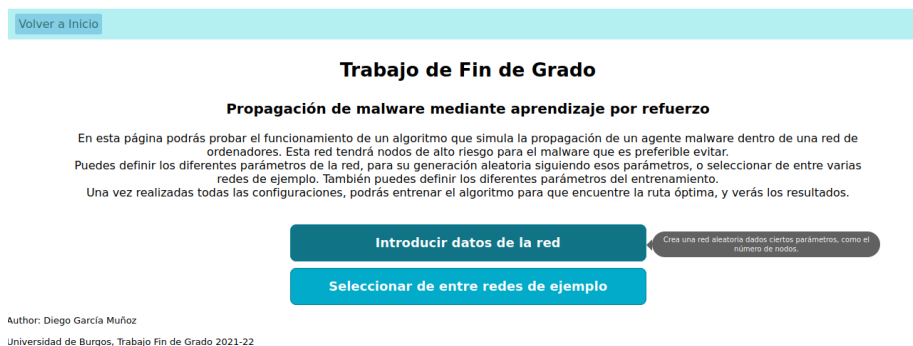 Volver a Inicio
Trabajo de Fin de Grado
Propagación de malware mediante aprendizaje por refuerzo
En esta página podrás probar el funcionamiento de un algoritmo que simula la propagación de un agente malware dentro de una red de
ordenadores. Esta red tendrá nodos de alto riesgo para el malware que es preferible evitar.
Puedes definir los diferentes parámetros de la red, para su generación aleatoria siguiendo esos parámetros, o seleccionar de entre varias
redes de ejemplo. También puedes definir los diferentes parámetros del entrenamiento.
Una vez realizadas todas las configuraciones, podrás entrenar el algoritmo para que encuentre la ruta óptima, y verás los resultados.
Introducir datos de la red
Crea una red aleatoria dados ciertos parámetros, como el
número de nodos.
Seleccionar de entre redes de ejemplo
Author: Diego García Muñoz
Universidad de Burgos, Trabajo Fin de Grado 2021-22